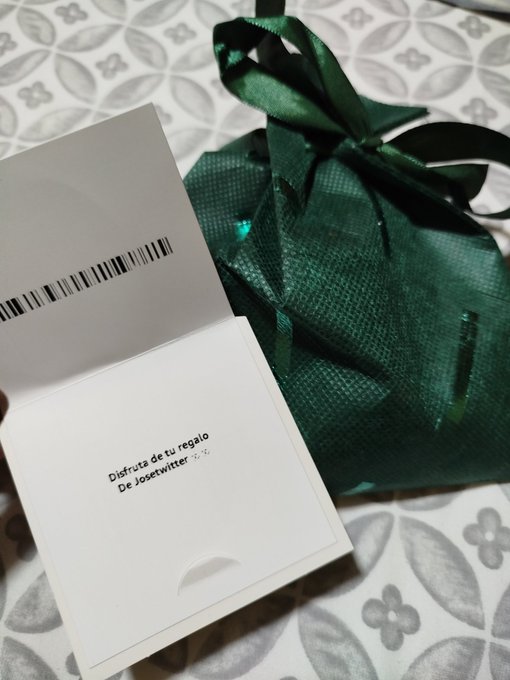 Disfruta de tu regalo
De Josetwitter